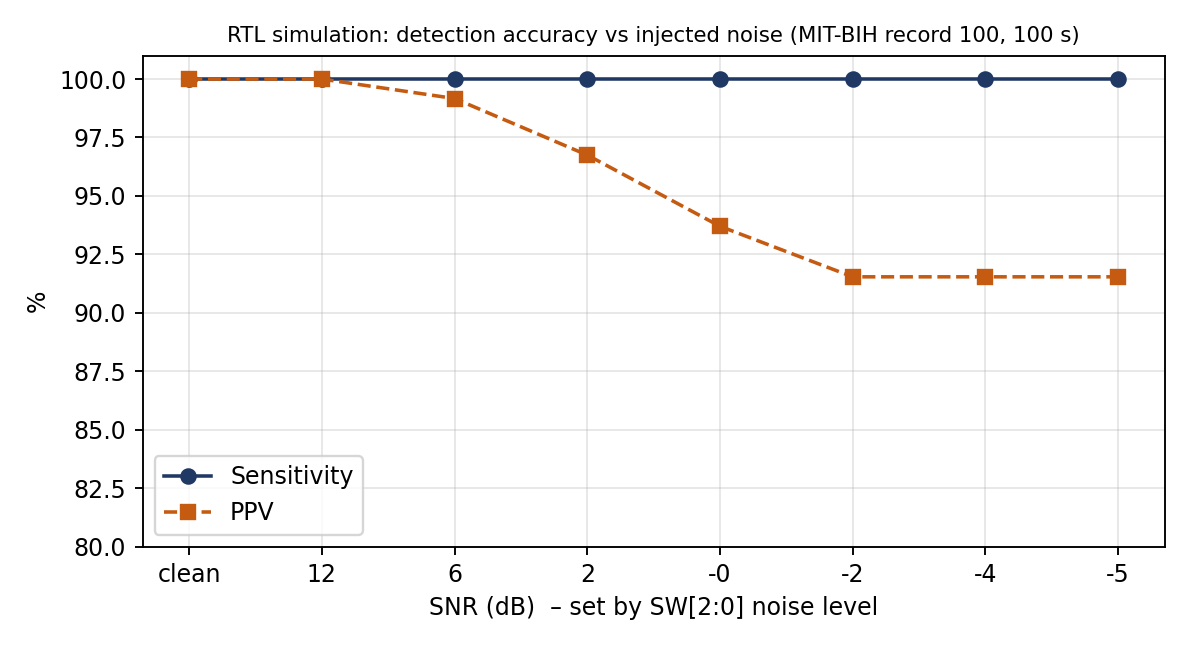 RTL simulation: detection accuracy vs injected noise (MIT-BIH record 100, 100 s)
100.0
97.5
95.0
92.5
90.0
87.5
85.0
82.5
80.0
%
Sensitivity
PPV
clean 12 6 2 -0 -2 -4 -5
SNR (dB) – set by SW[2:0] noise level